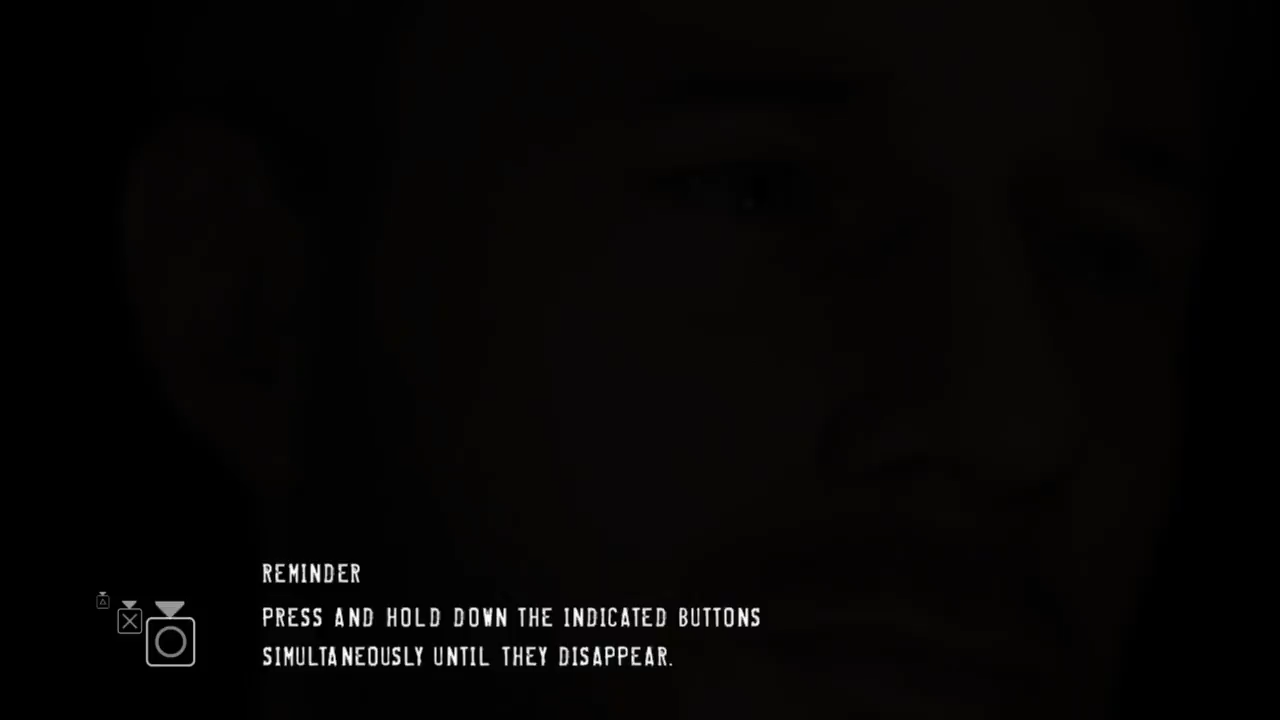 REMINDER
PRESS AND HOLD DOWN THE INDICATED BUTTONS
SIMULTANEOUSLY UNTIL THEY DISAPPEAR.